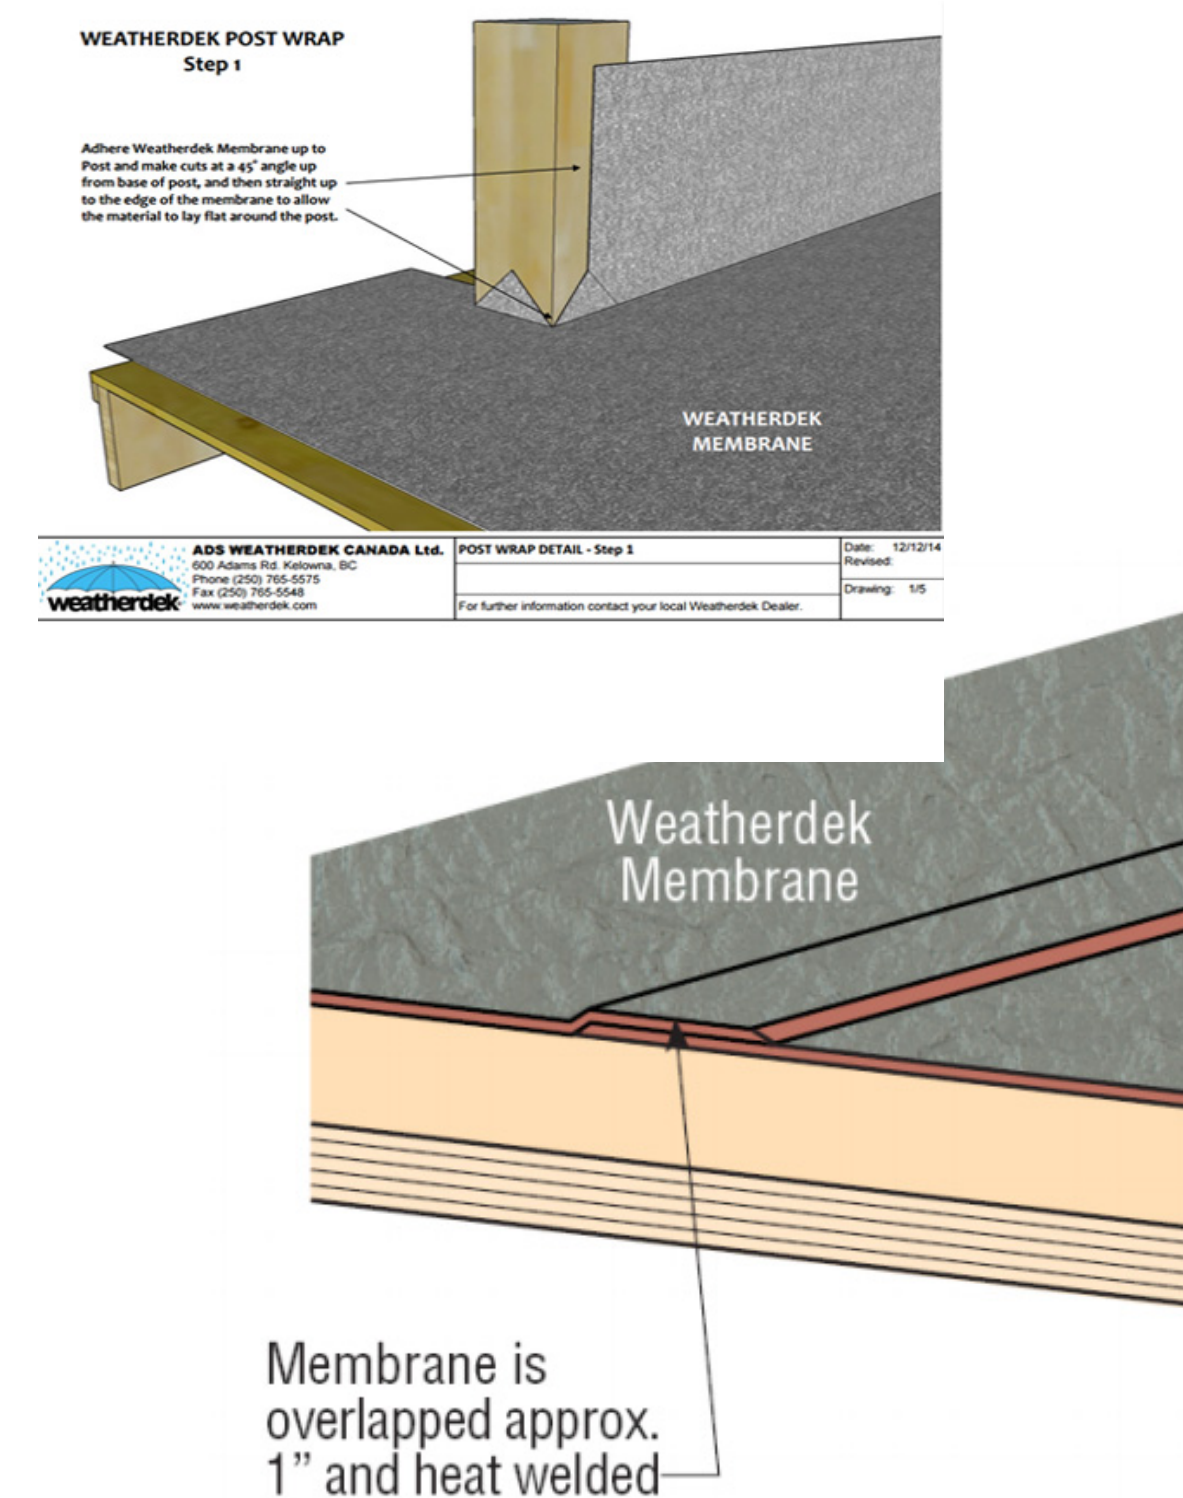 WEATHERDEK POST WRAP
Step 1
Adhere Weatherdek Membrane up to
Post and make cuts at a 45° angle up
from base of post, and then straight up
to the edge of the membrane to allow
the material to lay flat around the post.
WEATHERDEK
MEMBRANE
weatherdek
ADS WEATHERDEK CANADA Ltd.
600 Adams Rd. Kelowna, BC
Phone (250) 765-5575
Fax (250) 765-5548
www.weatherdek.com
POST WRAP DETAIL - Step 1
For further information contact your local Weatherdek Dealer.
Date: 12/12/14
Revised:
Drawing: 1/5
Weatherdek
Membrane
Membrane is
overlapped approx.
1” and heat welded